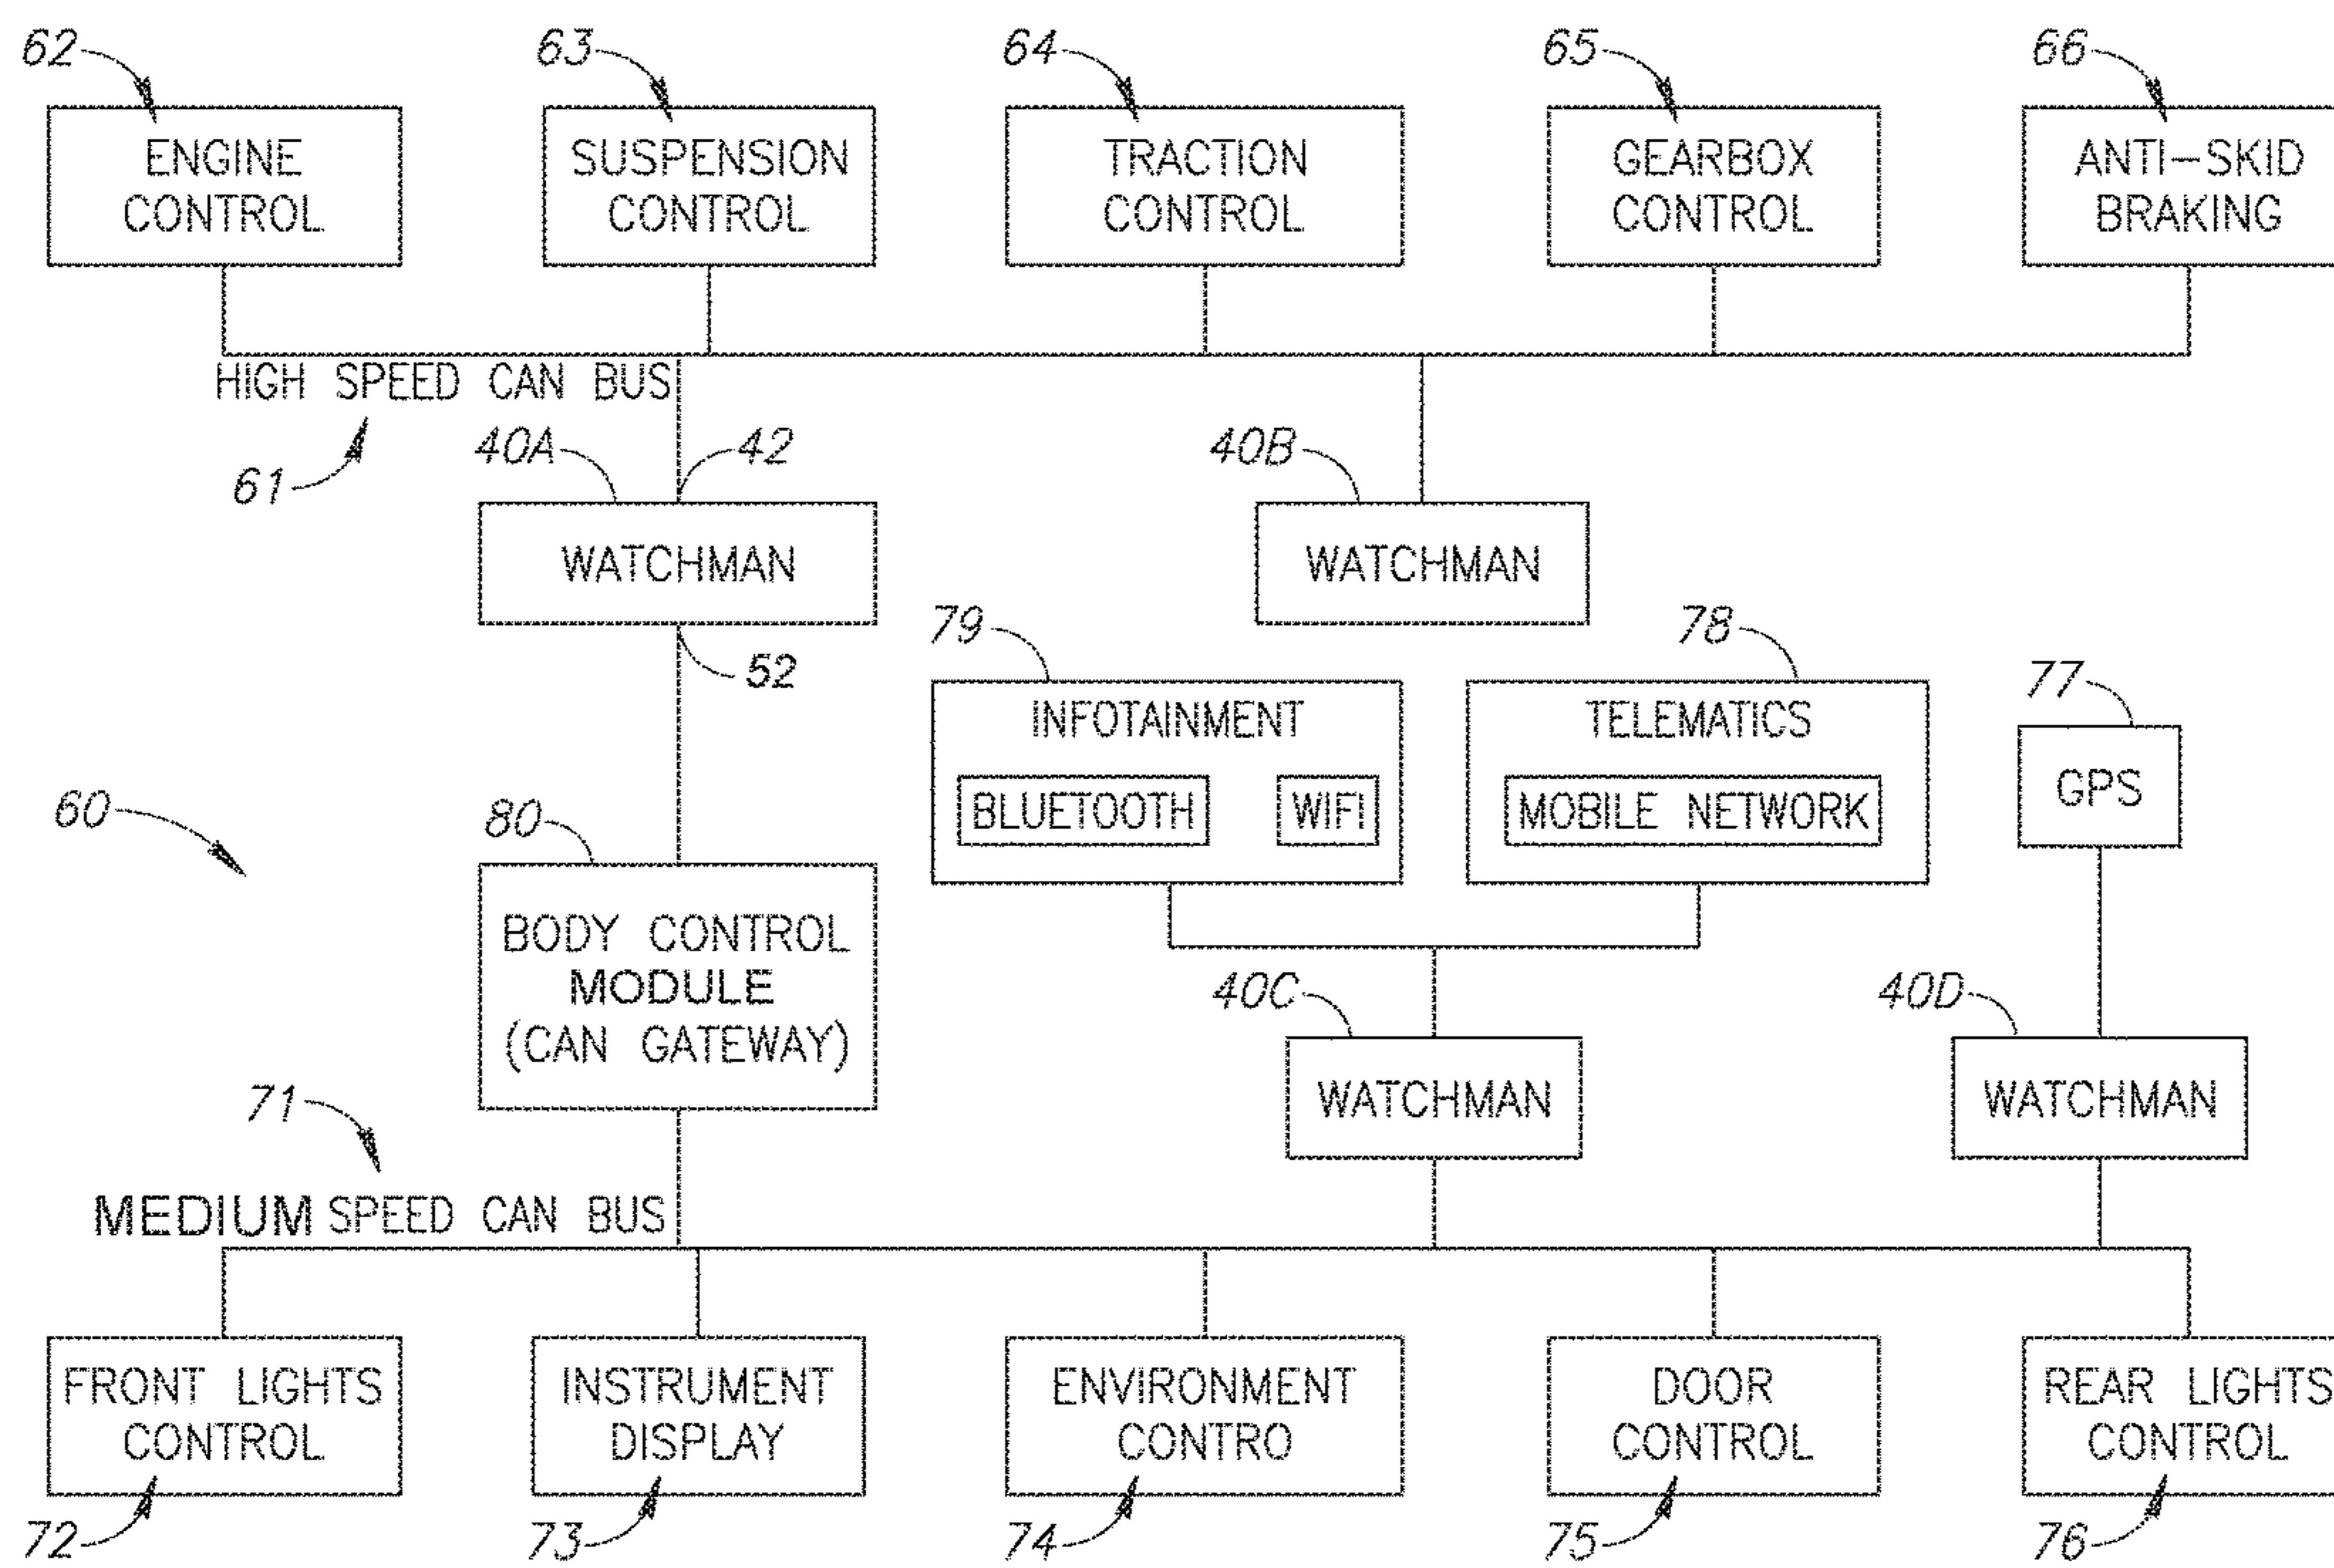 62
63
64
65
66
ENGINE
CONTROL
SUSPENSION
CONTROL
TRACTION
CONTROL
GEARBOX
CONTROL
ANTI-SKID
BRAKING
HIGH SPEED CAN BUS
61
40A
42
40B
WATCHMAN
WATCHMAN
52
79
78
77
INFOTAINMENT
BLUETOOTH
WIFI
TELEMATICS
MOBILE NETWORK
GPS
60
80
BODY CONTROL
MODULE
(CAN GATEWAY)
40C
40D
WATCHMAN
WATCHMAN
71
MEDIUM SPEED CAN BUS
FRONT LIGHTS
CONTROL
INSTRUMENT
DISPLAY
ENVIRONMENT
CONTRO
DOOR
CONTROL
REAR LIGHTS
CONTROL
72
73
74
75
76